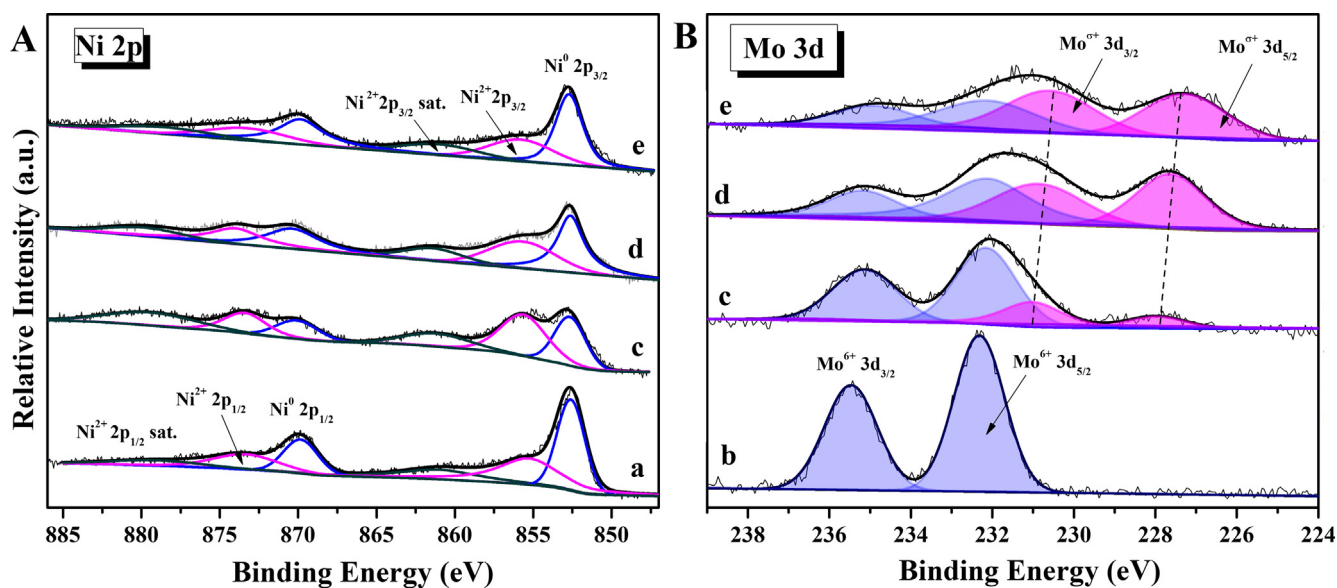 A
Ni 2p
Ni⁰ 2p₃/₂
Ni²⁺2p₃/₂
Ni²⁺ 2p₃/₂ sat.
e
d
c
Ni²⁺ 2p₁/₂
Ni⁰ 2p₁/₂
Ni²⁺ 2p₁/₂ sat.
a
Relative Intensity (a.u.)
885 880 875 870 865 860 855 850
Binding Energy (eV)
B
Mo 3d
Moᵟ⁺ 3d₃/₂
Moᵟ⁺ 3d₅/₂
e
d
c
Mo⁶⁺ 3d₃/₂
Mo⁶⁺ 3d₅/₂
b
238 236 234 232 230 228 226 224
Binding Energy (eV)